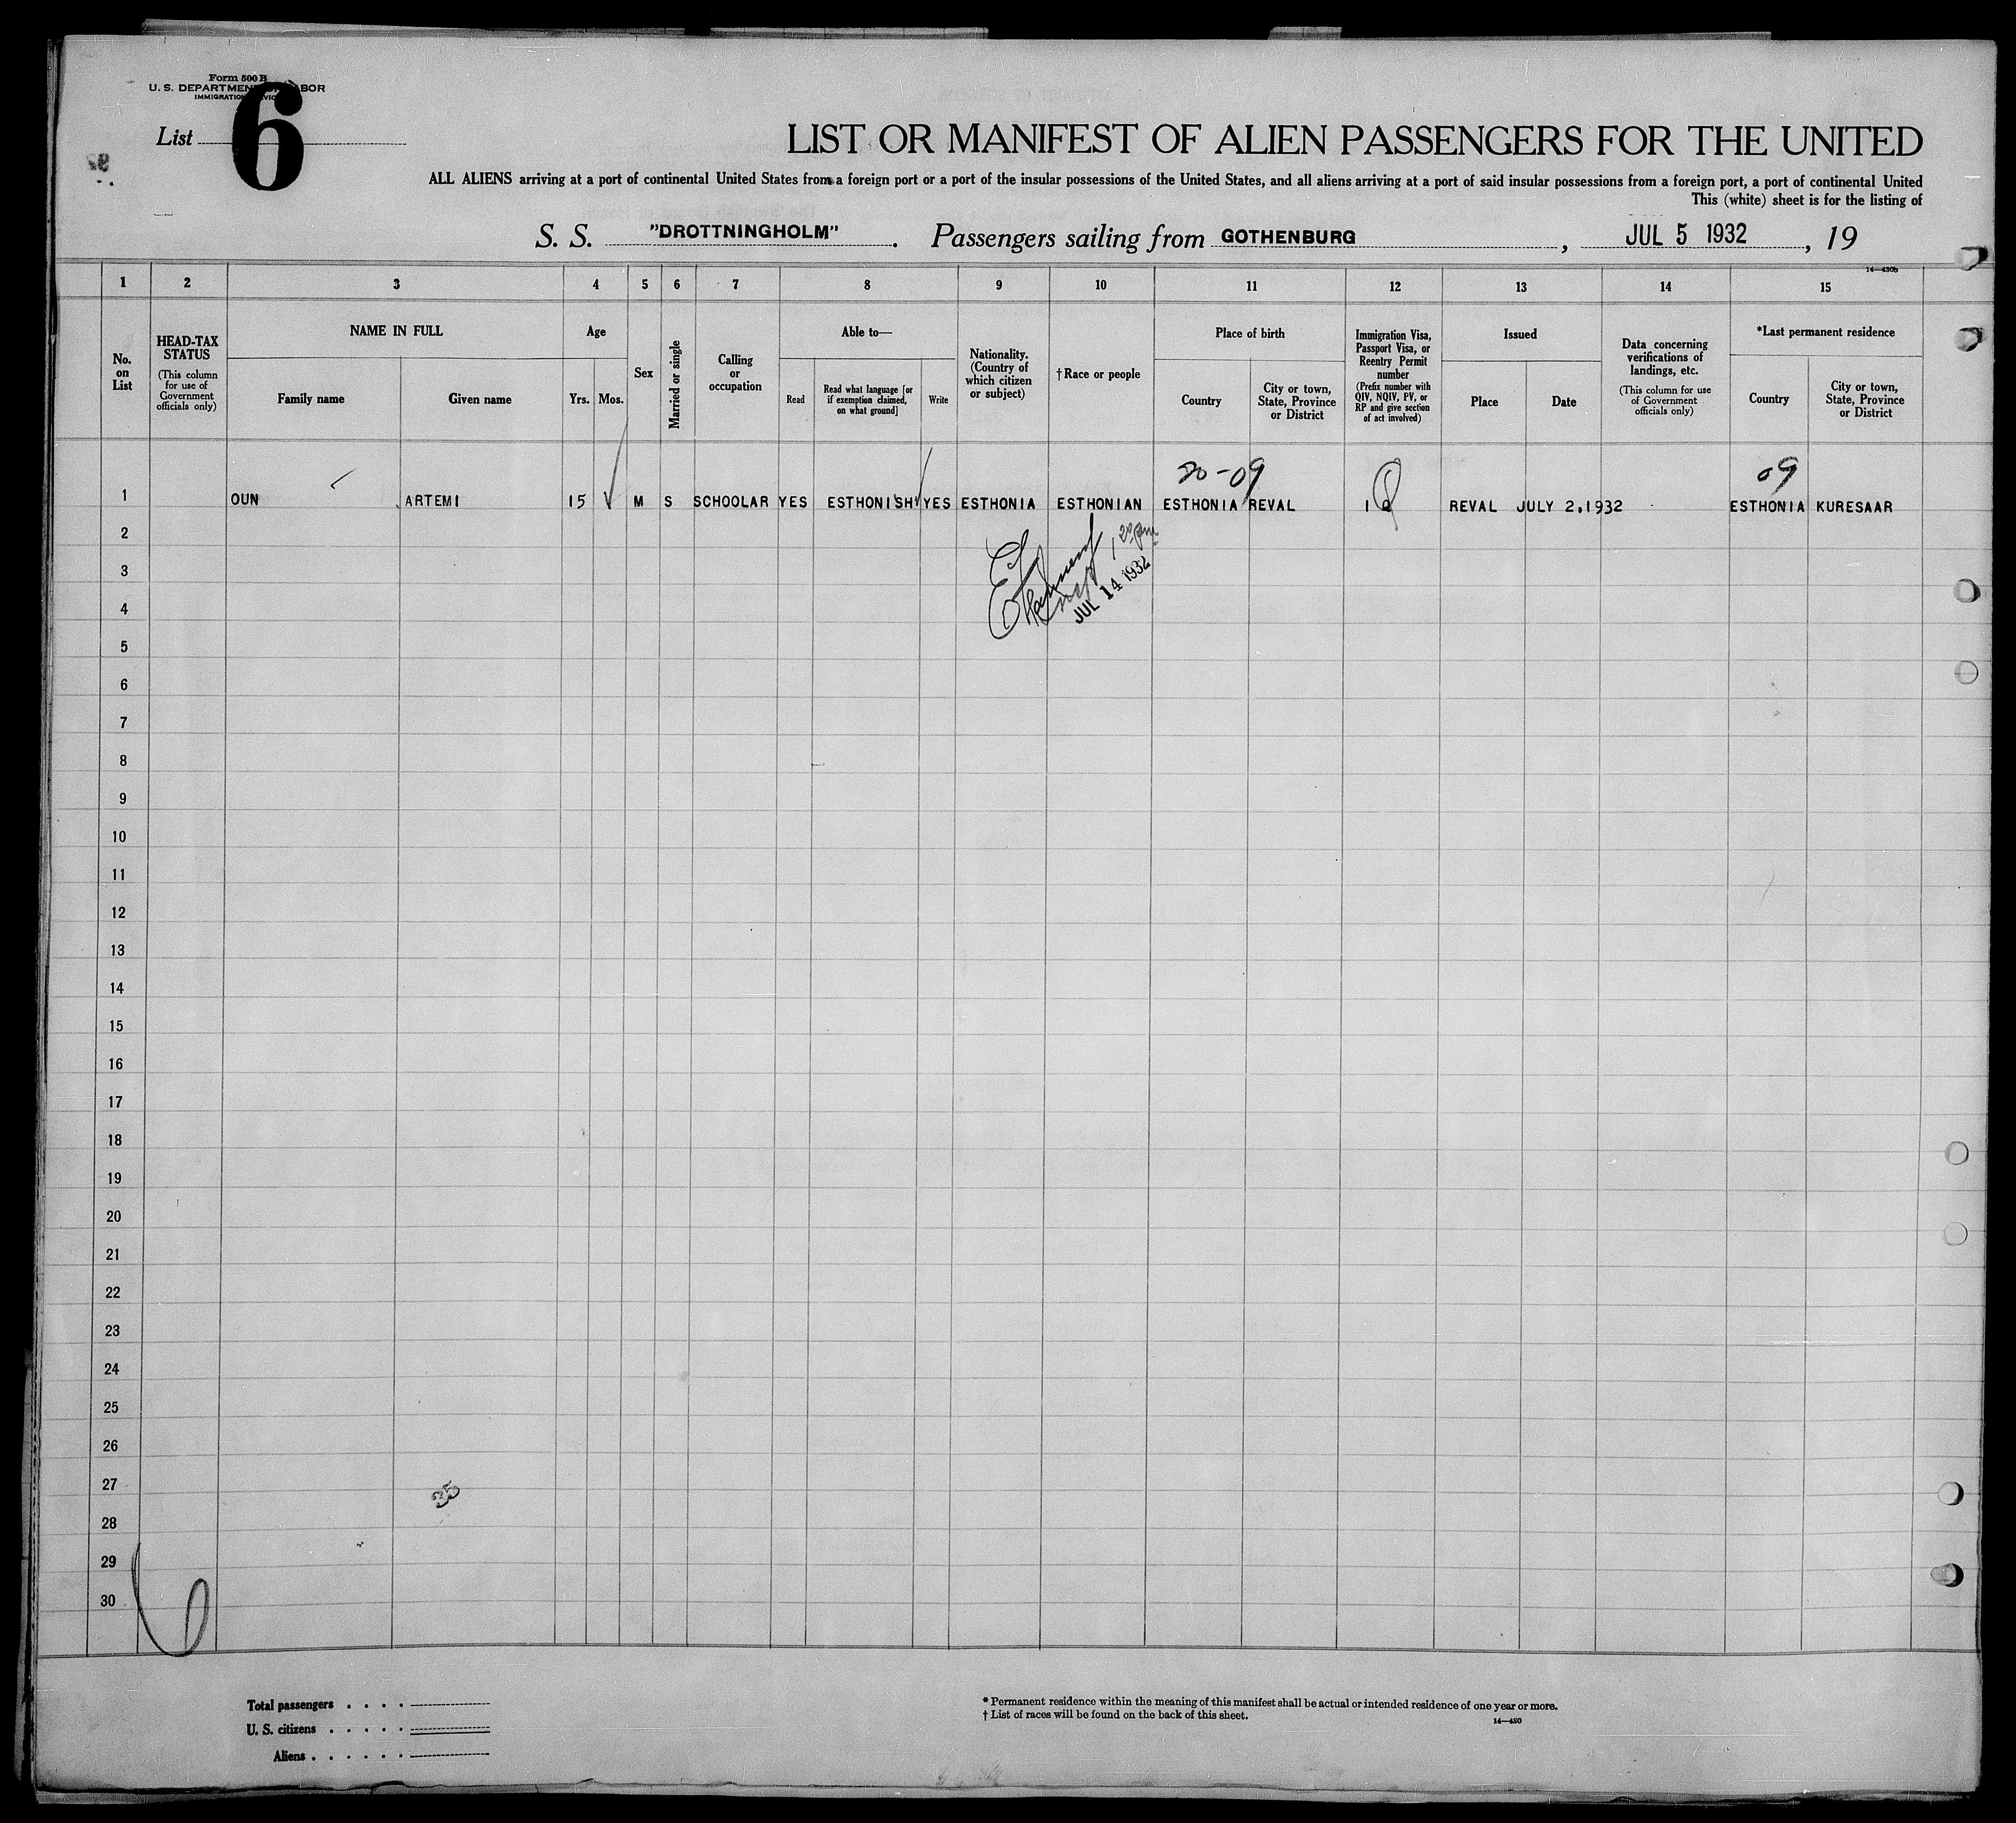 Form 500 B
U. S. DEPARTMENT OF LABOR
IMMIGRATION SERVICE
List 6
LIST OR MANIFEST OF ALIEN PASSENGERS FOR THE UNITED
ALL ALIENS arriving at a port of continental United States from a foreign port or a port of the insular possessions of the United States, and all aliens arriving at a port of said insular possessions from a foreign port, a port of continental United
This (white) sheet is for the listing of
S. S. "DROTTNINGHOLM". Passengers sailing from GOTHENBURG, JUL 5 1932, 19
14—430b
1 2 3 4 5 6 7 8 9 10 11 12 13 14 15
No. on List
HEAD-TAX STATUS
(This column for use of Government officials only)
NAME IN FULL
Family name
Given name
Age
Yrs.
Mos.
Sex
Married or single
Calling or occupation
Able to—
Read
Read what language [or if exemption claimed, on what ground]
Write
Nationality. (Country of which citizen or subject)
†Race or people
Place of birth
Country
City or town, State, Province or District
Immigration Visa, Passport Visa, or Reentry Permit number
(Prefix number with QIV, NQIV, PV, or RP and give section of act involved)
Issued
Place
Date
Data concerning verifications of landings, etc.
(This column for use of Government officials only)
*Last permanent residence
Country
City or town, State, Province or District
20-09
09
1 OUN ARTEMI 15 M S SCHOOLAR YES ESTHONISH YES ESTHONIA ESTHONIAN ESTHONIA REVAL 1 REVAL JULY 2,1932 ESTHONIA KURESAAR
2
3
JUL 14 1932
4
5
6
7
8
9
10
11
12
13
14
15
16
17
18
19
20
21
22
23
24
25
26
27
35
28
29
30
Total passengers
U. S. citizens
Aliens
* Permanent residence within the meaning of this manifest shall be actual or intended residence of one year or more.
† List of races will be found on the back of this sheet.
14—430